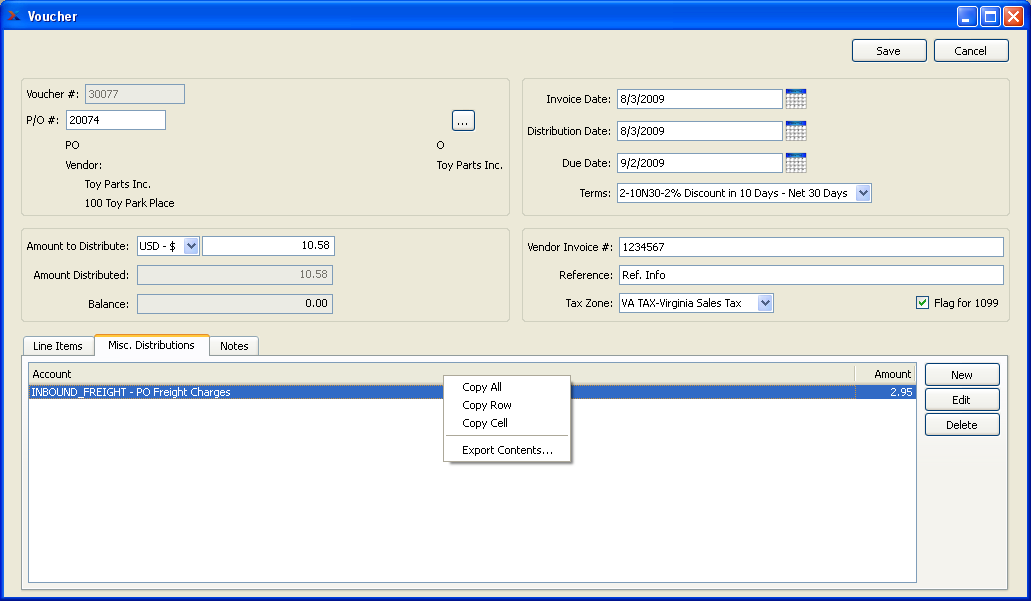 Voucher
Save Cancel
Voucher #: 30077
P/O #: 20074 ...
PO O
Vendor: Toy Parts Inc.
Toy Parts Inc.
100 Toy Park Place
Invoice Date: 8/3/2009
Distribution Date: 8/3/2009
Due Date: 9/2/2009
Terms: 2-10N30-2% Discount in 10 Days - Net 30 Days
Amount to Distribute: USD - $ 10.58
Amount Distributed: 10.58
Balance: 0.00
Vendor Invoice #: 1234567
Reference: Ref. Info
Tax Zone: VA TAX-Virginia Sales Tax Flag for 1099
Line Items Misc. Distributions Notes
Account Amount
INBOUND_FREIGHT - PO Freight Charges 2.95
Copy All
Copy Row
Copy Cell
Export Contents...
New
Edit
Delete